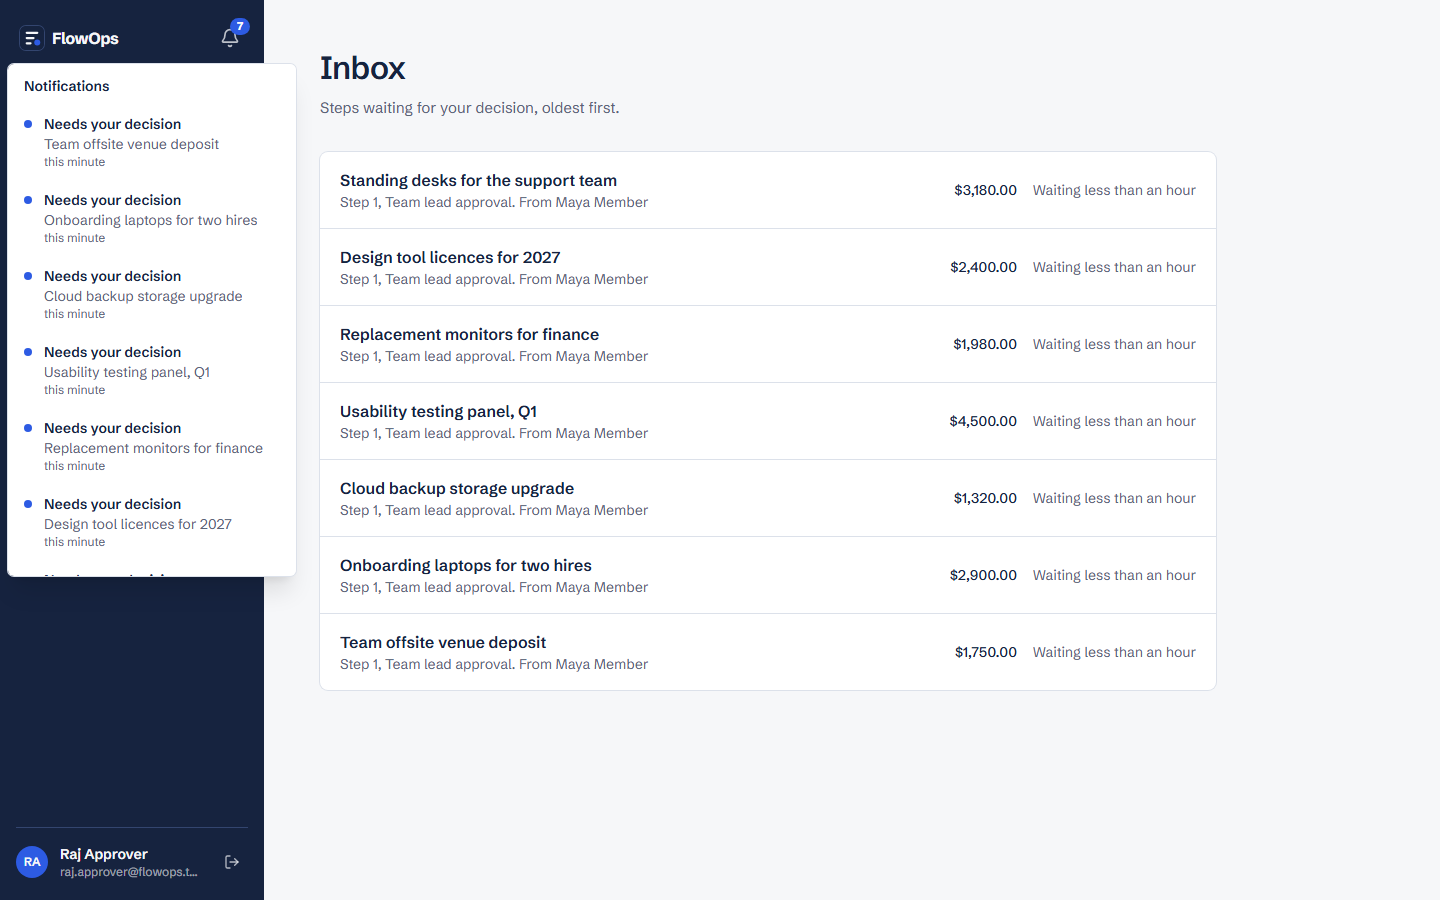 FlowOps
7
Notifications
Needs your decision
Team offsite venue deposit
this minute
Needs your decision
Onboarding laptops for two hires
this minute
Needs your decision
Cloud backup storage upgrade
this minute
Needs your decision
Usability testing panel, Q1
this minute
Needs your decision
Replacement monitors for finance
this minute
Needs your decision
Design tool licences for 2027
this minute
RA
Raj Approver
raj.approver@flowops.t...
Inbox
Steps waiting for your decision, oldest first.
Standing desks for the support team
Step 1, Team lead approval. From Maya Member
$3,180.00 Waiting less than an hour
Design tool licences for 2027
Step 1, Team lead approval. From Maya Member
$2,400.00 Waiting less than an hour
Replacement monitors for finance
Step 1, Team lead approval. From Maya Member
$1,980.00 Waiting less than an hour
Usability testing panel, Q1
Step 1, Team lead approval. From Maya Member
$4,500.00 Waiting less than an hour
Cloud backup storage upgrade
Step 1, Team lead approval. From Maya Member
$1,320.00 Waiting less than an hour
Onboarding laptops for two hires
Step 1, Team lead approval. From Maya Member
$2,900.00 Waiting less than an hour
Team offsite venue deposit
Step 1, Team lead approval. From Maya Member
$1,750.00 Waiting less than an hour